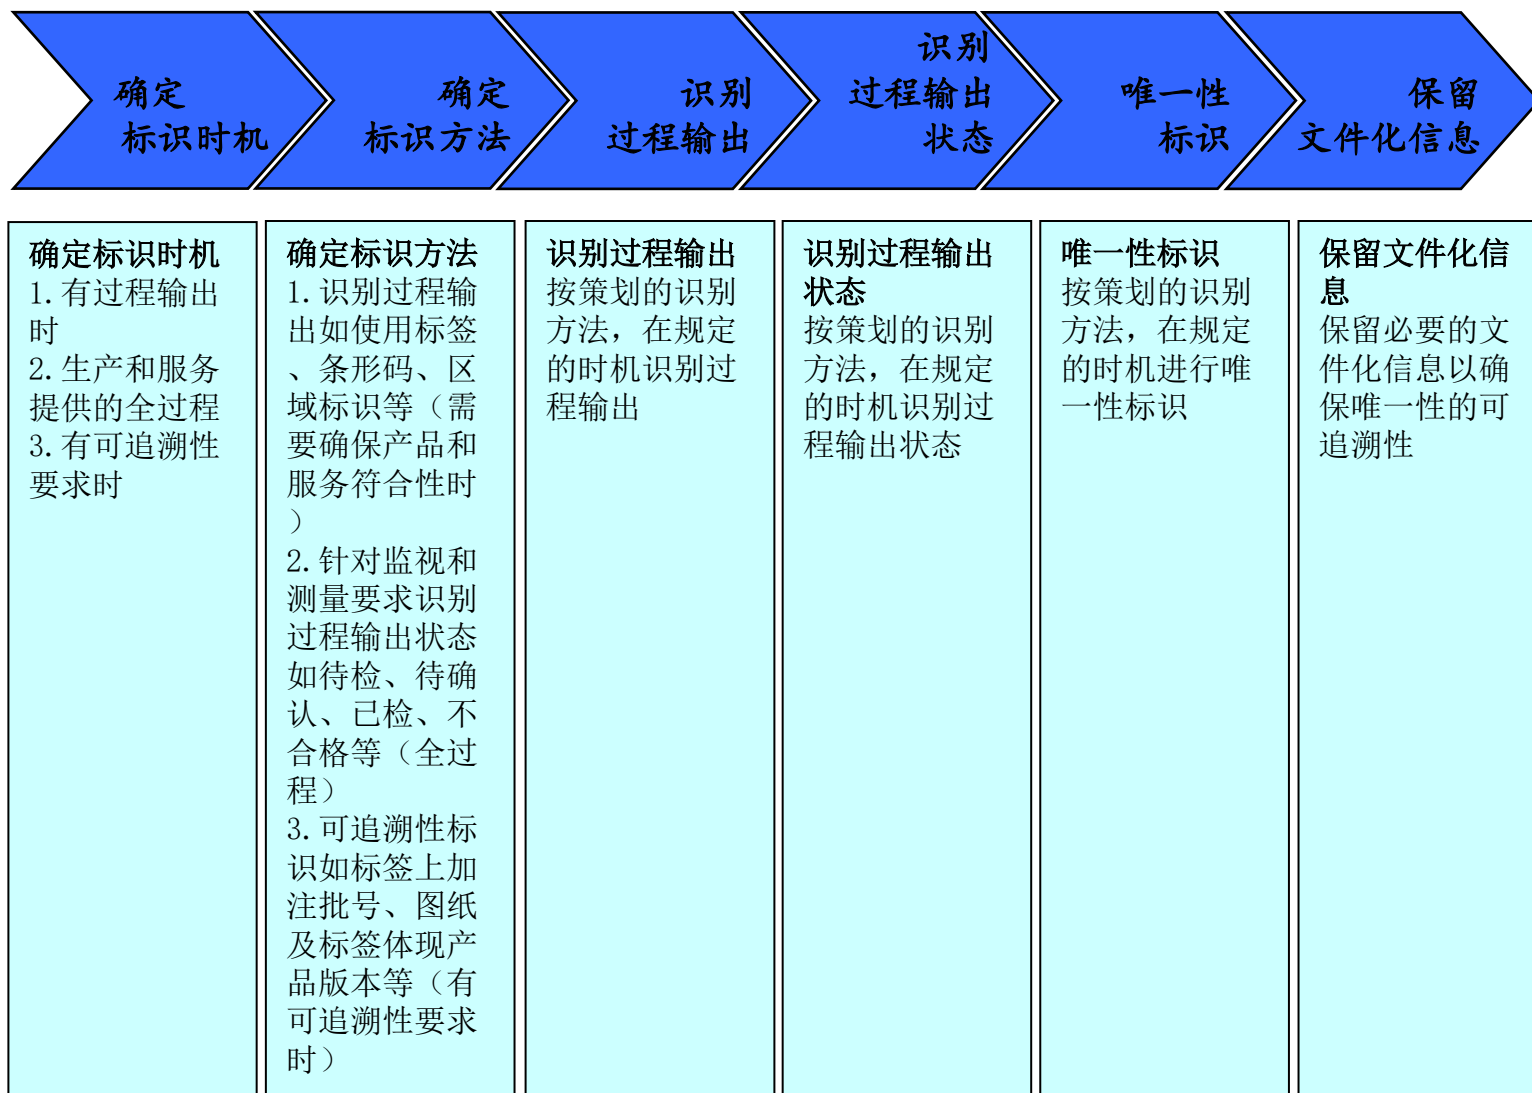 确定
标识时机
确定
标识方法
识别
过程输出
识别
过程输出
状态
唯一性
标识
保留
文件化信息
确定标识时机
1.有过程输出
时
2.生产和服务
提供的全过程
3.有可追溯性
要求时
确定标识方法
1.识别过程输
出如使用标签
、条形码、区
域标识等（需
要确保产品和
服务符合性时
）
2.针对监视和
测量要求识别
过程输出状态
如待检、待确
认、已检、不
合格等（全过
程）
3.可追溯性标
识如标签上加
注批号、图纸
及标签体现产
品版本等（有
可追溯性要求
时）
识别过程输出
按策划的识别
方法，在规定
的时机识别过
程输出
识别过程输出
状态
按策划的识别
方法，在规定
的时机识别过
程输出状态
唯一性标识
按策划的识别
方法，在规定
的时机进行唯
一性标识
保留文件化信
息
保留必要的文
件化信息以确
保唯一性的可
追溯性